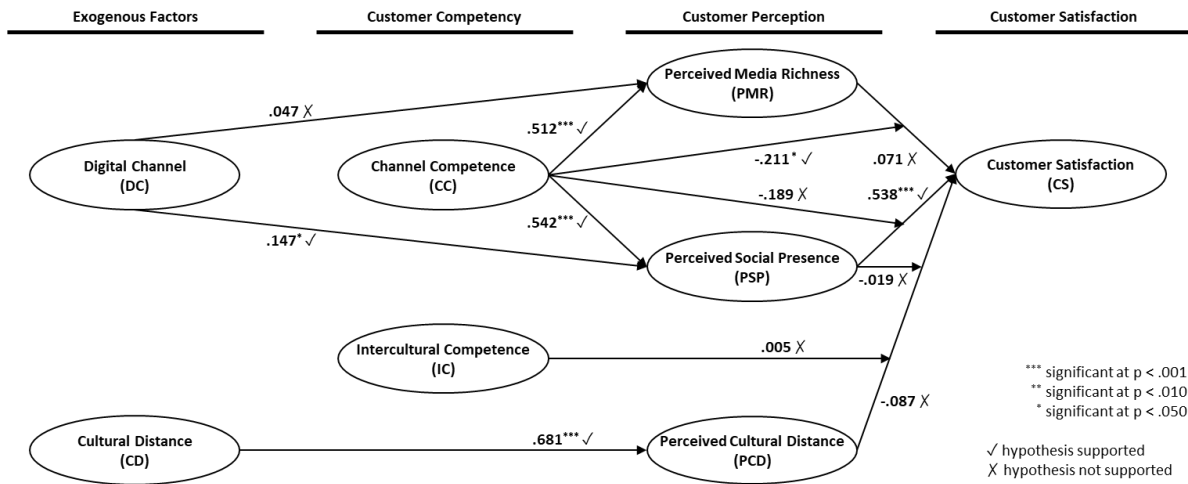 Exogenous Factors
Customer Competency
Customer Perception
Customer Satisfaction
Perceived Media Richness
(PMR)
.047 ✗
.512*** ✓
Digital Channel
(DC)
Channel Competence
(CC)
-.211* ✓
.071 ✗
Customer Satisfaction
(CS)
-.189 ✗
.538*** ✓
.542*** ✓
.147* ✓
Perceived Social Presence
(PSP)
-.019 ✗
Intercultural Competence
(IC)
.005 ✗
-.087 ✗
Cultural Distance
(CD)
.681*** ✓
Perceived Cultural Distance
(PCD)
*** significant at p < .001
** significant at p < .010
* significant at p < .050
✓ hypothesis supported
✗ hypothesis not supported